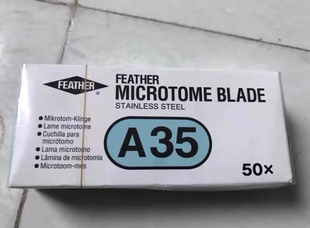 FEATHER
FEATHER
MICROTOME BLADE
STAINLESS STEEL
• Mikrotom-Klinge
• Lame microtome
• Cuchilla para
micrótomo
• Lama microtomo
• Lâmina de microtomia
• Microtoom-mes
A35
50×